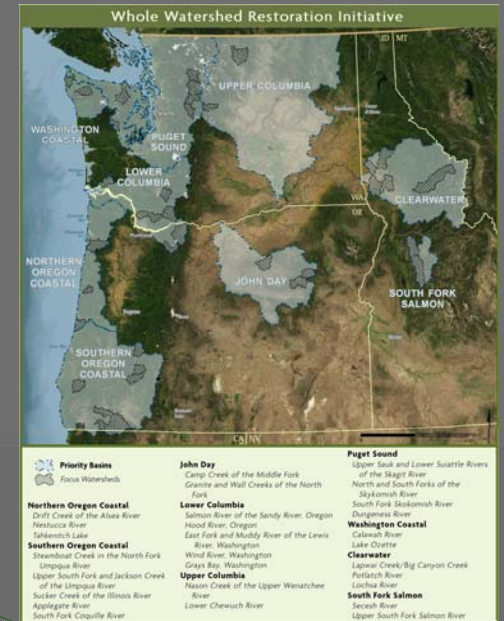 Whole Watershed Restoration Initiative
ID MT
UPPER COLUMBIA
WASHINGTON
COASTAL
PUGET
SOUND
LOWER
COLUMBIA
WA
OR
CLEARWATER
NORTHERN
OREGON
COASTAL
JOHN DAY
SOUTH FORK
SALMON
SOUTHERN
OREGON
COASTAL
CA NV
Priority Basins
Focus Watersheds
Northern Oregon Coastal
Drift Creek of the Alsea River
Nestucca River
Tahkenitch Lake
Southern Oregon Coastal
Steamboat Creek in the North Fork
Umpqua River
Upper South Fork and Jackson Creek
of the Umpqua River
Sucker Creek of the Illinois River
Applegate River
South Fork Coquille River
John Day
Camp Creek of the Middle Fork
Granite and Wall Creeks of the North
Fork
Lower Columbia
Salmon River of the Sandy River, Oregon
Hood River, Oregon
East Fork and Muddy River of the Lewis
River, Washington
Wind River, Washington
Grays Bay, Washington
Upper Columbia
Nason Creek of the Upper Wenatchee
River
Lower Chewuch River
Puget Sound
Upper Sauk and Lower Suiattle Rivers
of the Skagit River
North and South Forks of the
Skykomish River
South Fork Skokomish River
Dungeness River
Washington Coastal
Calawah River
Lake Ozette
Clearwater
Lapwai Creek/Big Canyon Creek
Potlatch River
Lochsa River
South Fork Salmon
Secesh River
Upper South Fork Salmon River